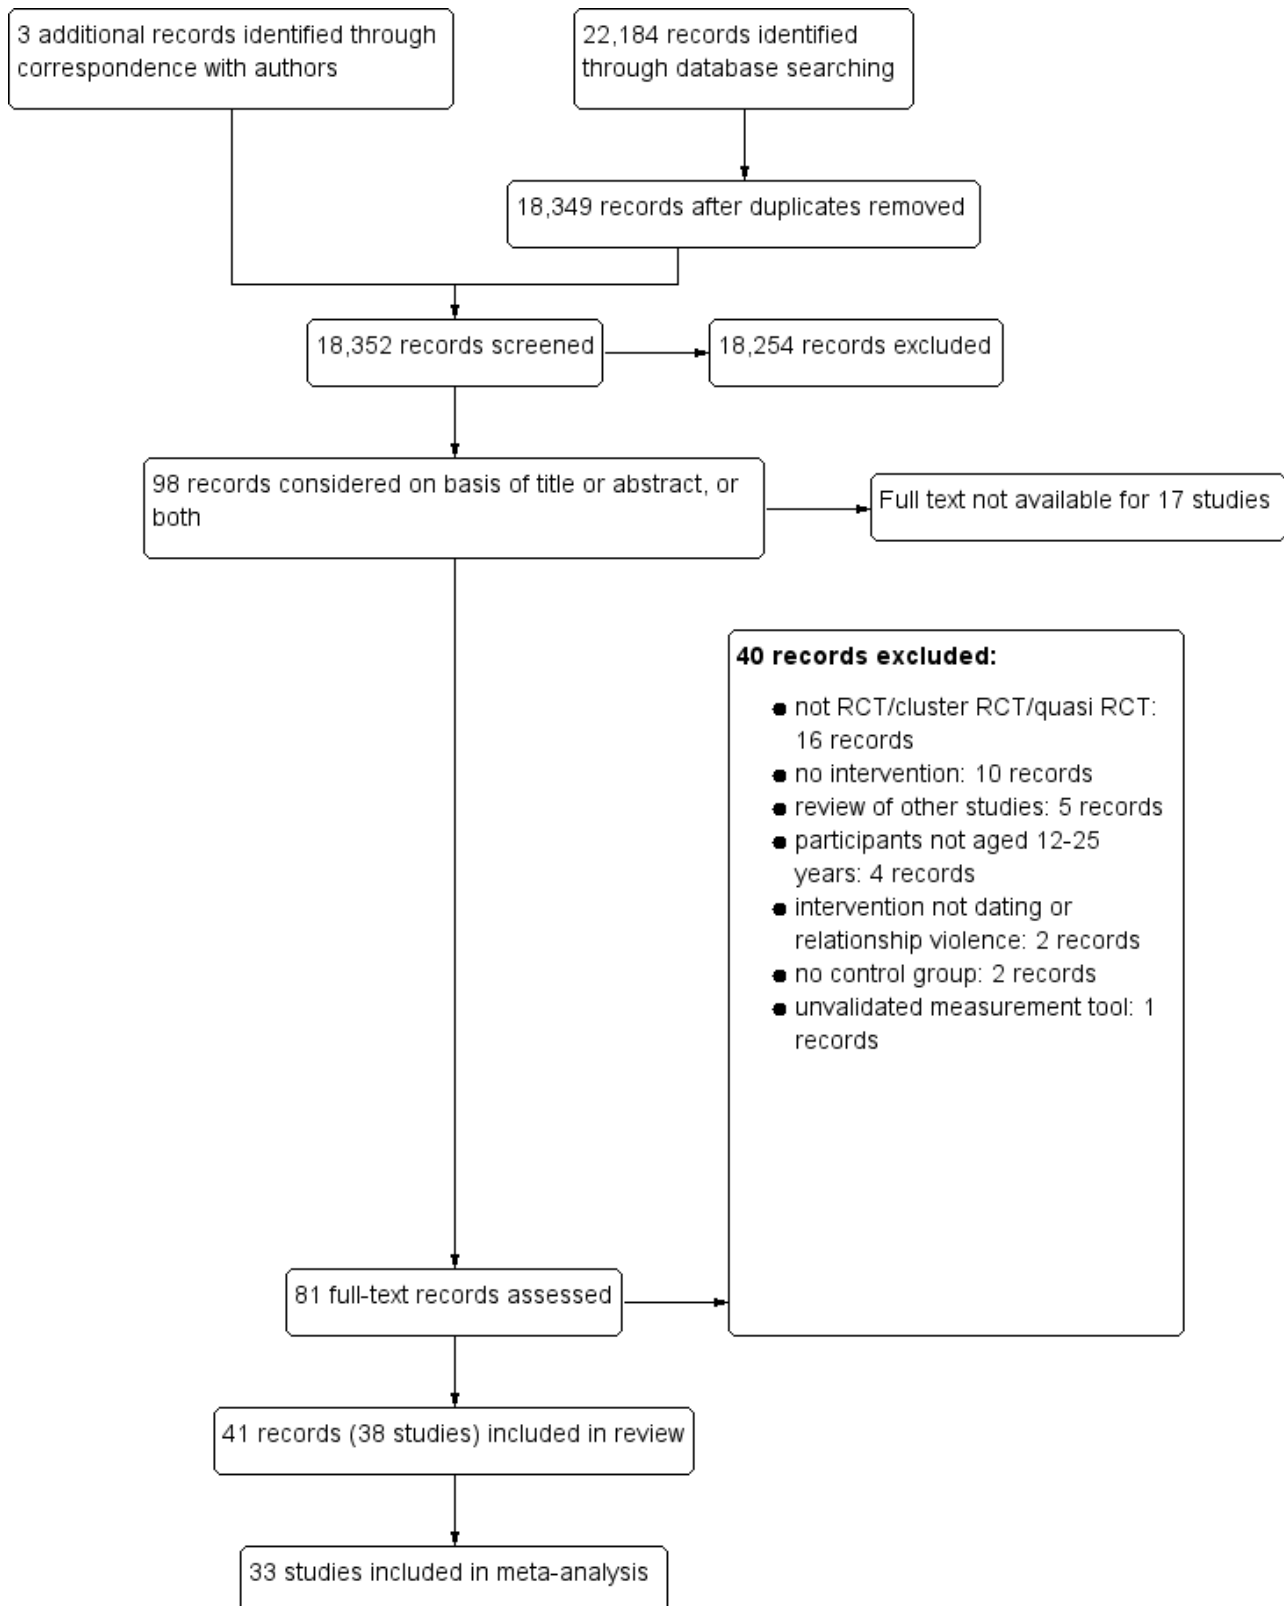 3 additional records identified through
correspondence with authors
22,184 records identified
through database searching
18,349 records after duplicates removed
18,352 records screened
18,254 records excluded
98 records considered on basis of title or abstract, or
both
Full text not available for 17 studies
40 records excluded:
● not RCT/cluster RCT/quasi RCT:
16 records
● no intervention: 10 records
● review of other studies: 5 records
● participants not aged 12-25
years: 4 records
● intervention not dating or
relationship violence: 2 records
● no control group: 2 records
● unvalidated measurement tool: 1
records
81 full-text records assessed
41 records (38 studies) included in review
33 studies included in meta-analysis